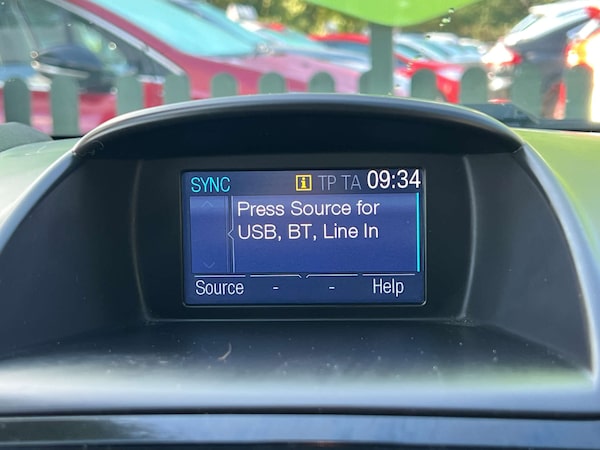 SYNC i TP TA 09:34
Press Source for
USB, BT, Line In
Source - - Help